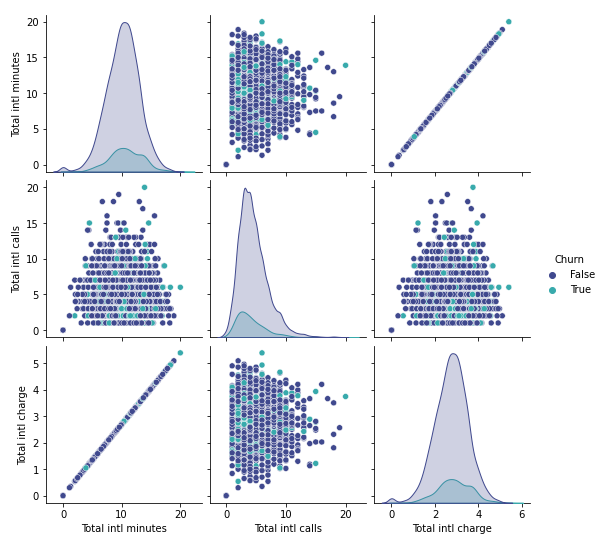 20
15
10
5
0
Total intl minutes
20
15
10
5
0
Total intl calls
Churn
False
True
5
4
3
2
1
0
Total intl charge
0 10 20
0 10 20
0 2 4 6
Total intl minutes
Total intl calls
Total intl charge